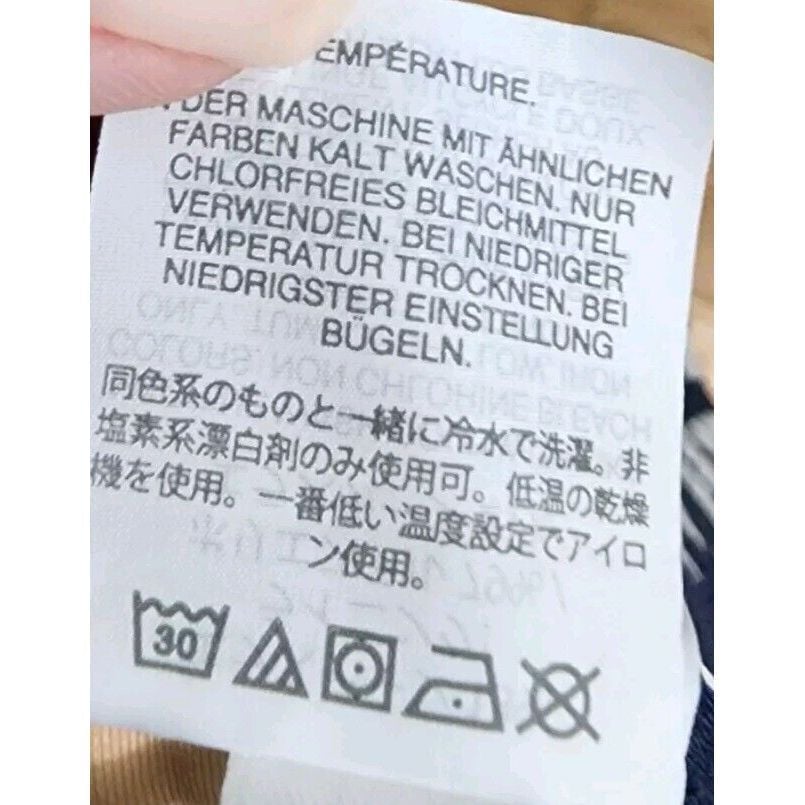 EMPÉRATURE.
DER MASCHINE MIT ÄHNLICHEN
FARBEN KALT WASCHEN. NUR
CHLORFREIES BLEICHMITTEL
VERWENDEN. BEI NIEDRIGER
TEMPERATUR TROCKNEN. BEI
NIEDRIGSTER EINSTELLUNG
BÜGELN.
同色系のものと一緒に冷水で洗濯。非
塩素系漂白剤のみ使用可。低温の乾燥
機を使用。一番低い温度設定でアイロ
ン使用。
30